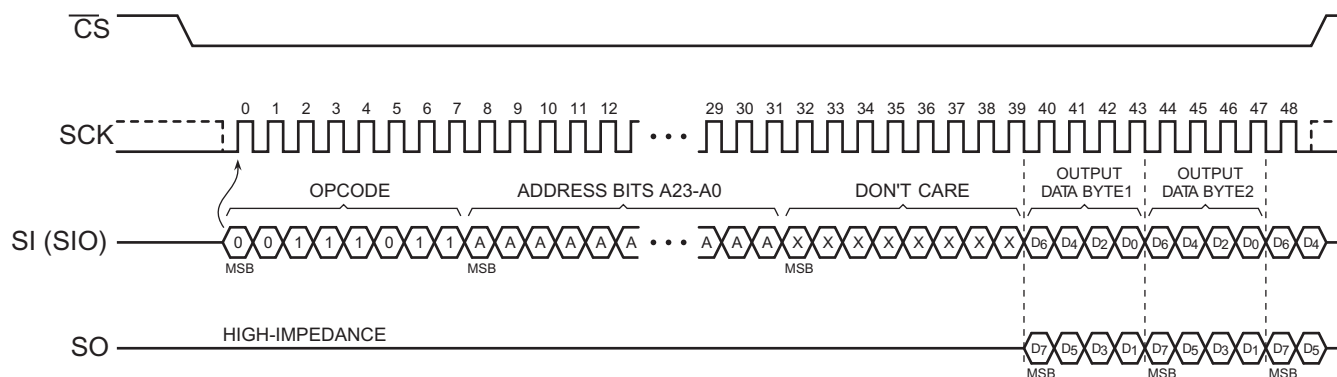 CS
0 1 2 3 4 5 6 7 8 9 10 11 12 29 30 31 32 33 34 35 36 37 38 39 40 41 42 43 44 45 46 47 48
SCK
OPCODE ADDRESS BITS A23-A0 DON'T CARE OUTPUT DATA BYTE1 OUTPUT DATA BYTE2
SI (SIO) 0 0 1 1 1 0 1 1 A A A A A A A A A X X X X X X X X D6 D4 D2 D0 D6 D4 D2 D0 D6 D4
MSB MSB MSB
HIGH-IMPEDANCE
SO D7 D5 D3 D1 D7 D5 D3 D1 D7 D5
MSB MSB MSB